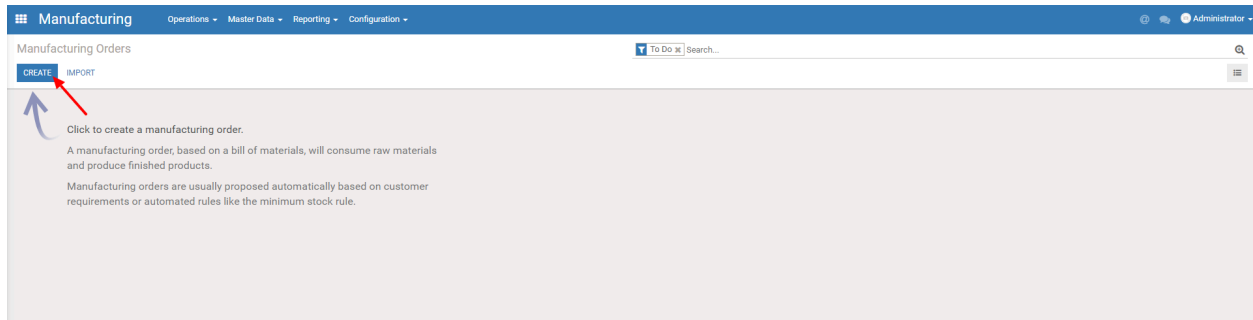 Manufacturing Operations Master Data Reporting Configuration @ Administrator
Manufacturing Orders To Do Search...
CREATE IMPORT
Click to create a manufacturing order.
A manufacturing order, based on a bill of materials, will consume raw materials
and produce finished products.
Manufacturing orders are usually proposed automatically based on customer
requirements or automated rules like the minimum stock rule.